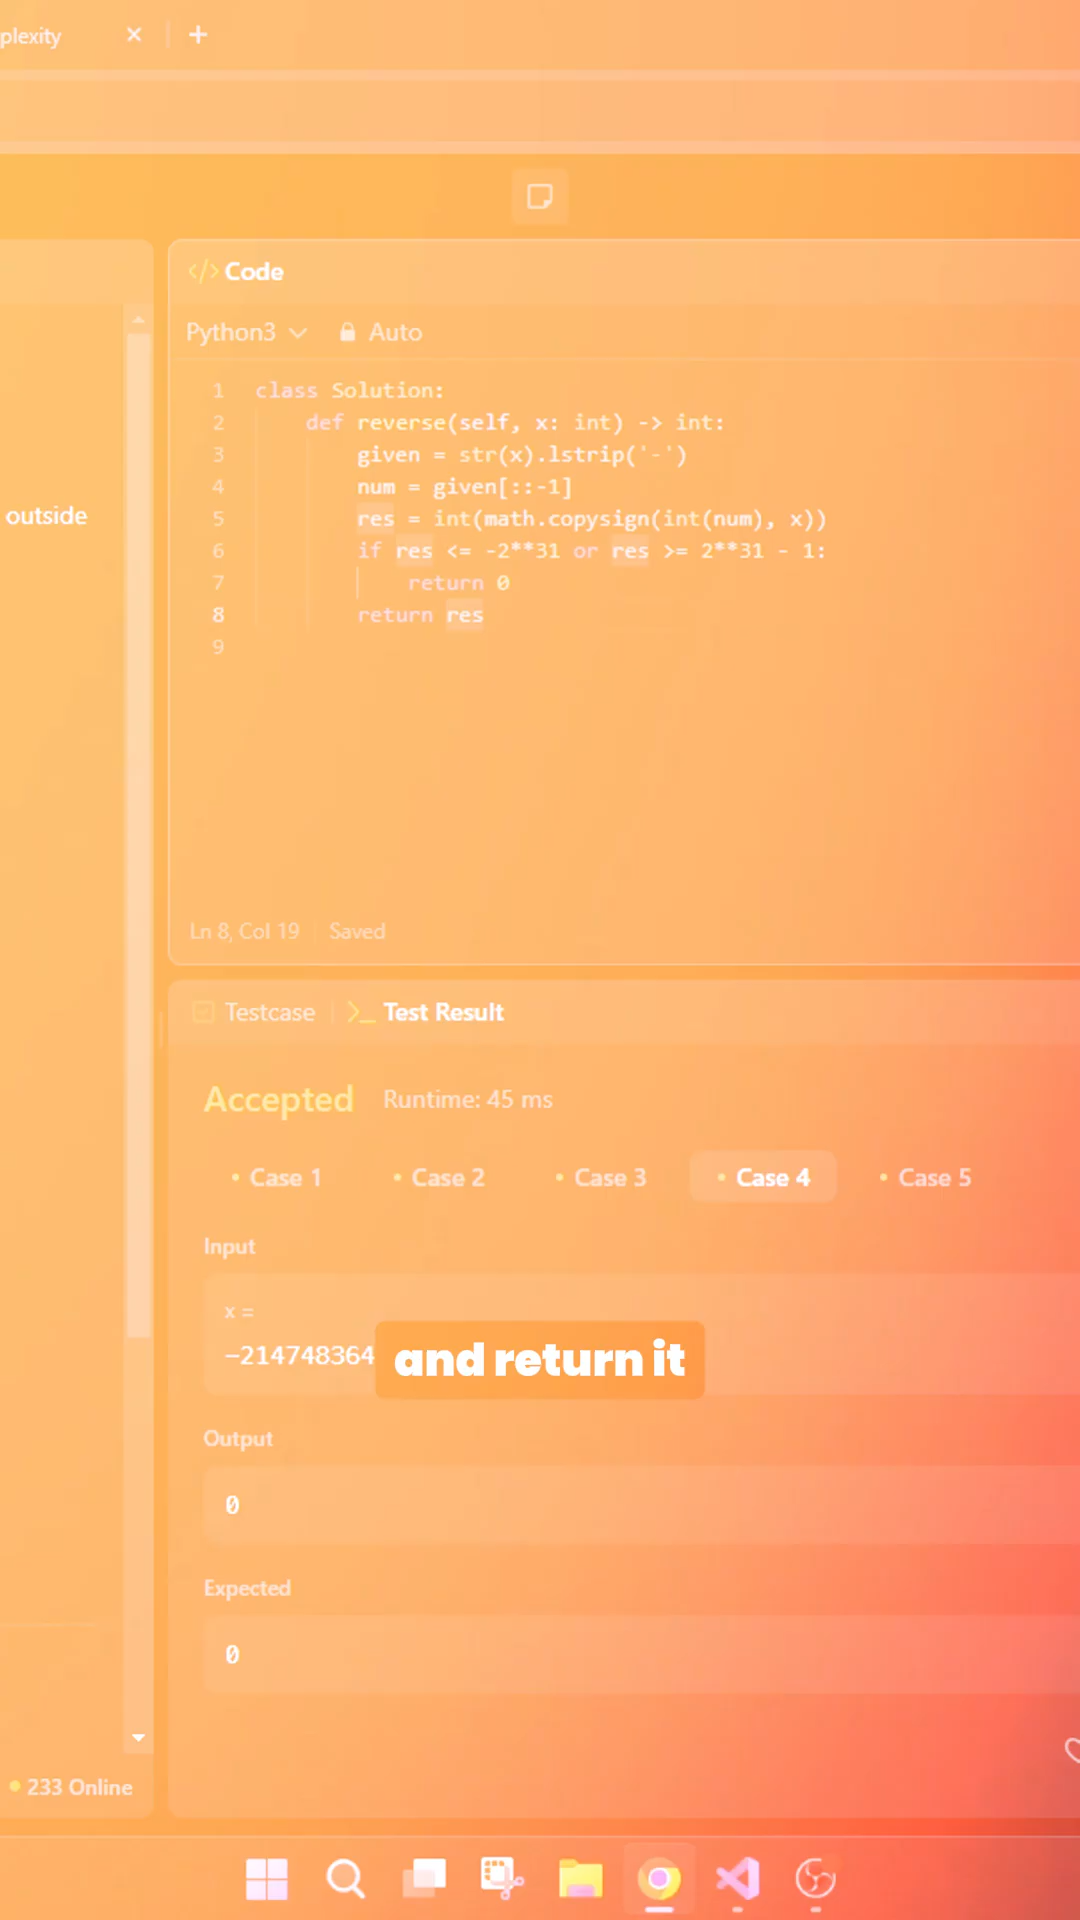 plexity
Code
Python3 Auto
1 class Solution:
2 def reverse(self, x: int) -> int:
3 given = str(x).lstrip('-')
4 num = given[::-1]
5 res = int(math.copysign(int(num), x))
6 if res <= -2**31 or res >= 2**31 - 1:
7 return 0
8 return res
9
outside
Ln 8, Col 19 Saved
Testcase Test Result
Accepted Runtime: 45 ms
Case 1 Case 2 Case 3 Case 4 Case 5
Input
x =
-214748364
and return it
Output
0
Expected
0
233 Online